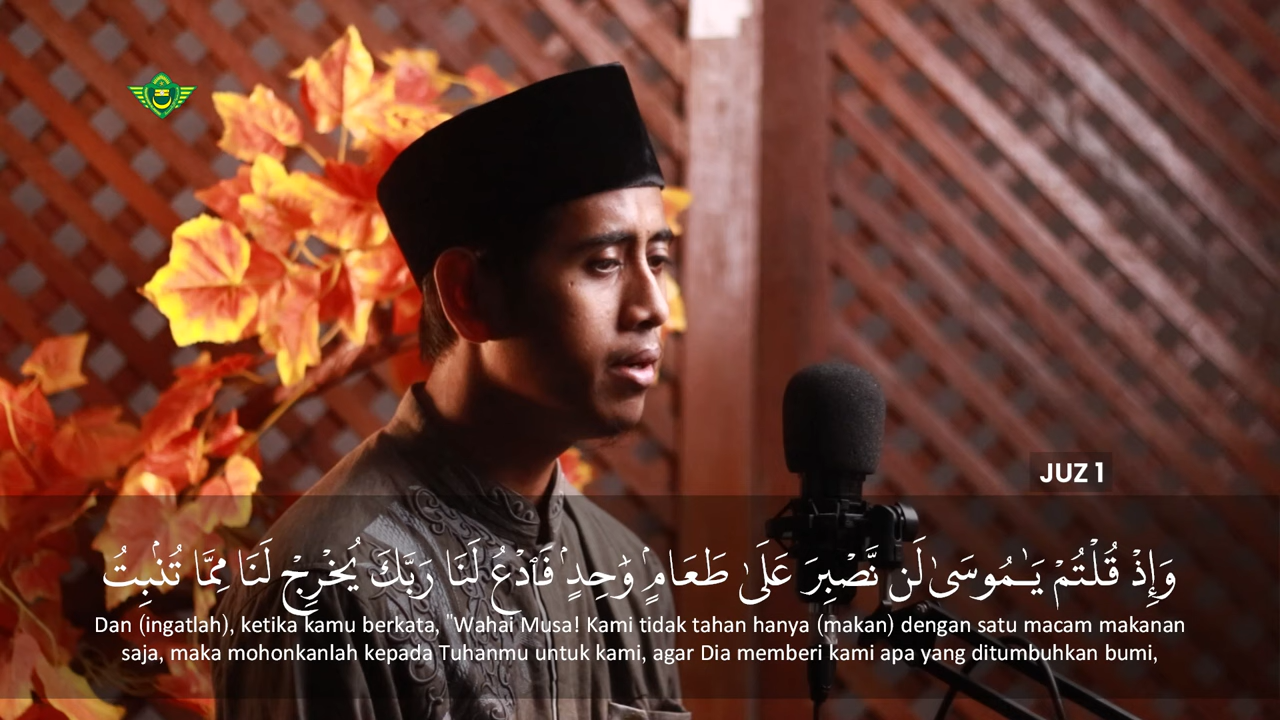 JUZ 1
وَإِذْ قُلْتُمْ يَـٰمُوسَىٰ لَن نَّصْبِرَ عَلَىٰ طَعَامٍۢ وَٰحِدٍۢ فَٱدْعُ لَنَا رَبَّكَ يُخْرِجْ لَنَا مِمَّا تُنۢبِتُ
Dan (ingatlah), ketika kamu berkata, "Wahai Musa! Kami tidak tahan hanya (makan) dengan satu macam makanan
saja, maka mohonkanlah kepada Tuhanmu untuk kami, agar Dia memberi kami apa yang ditumbuhkan bumi,